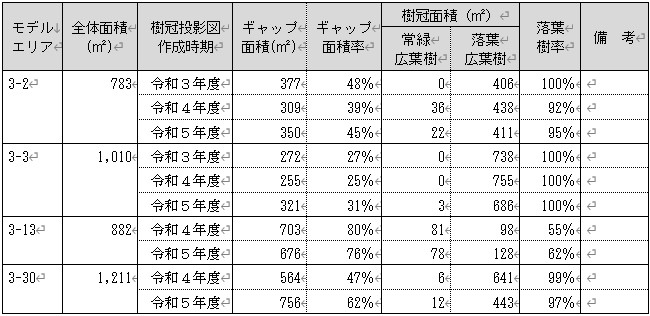 モデルエリア 全体面積(㎡) 樹冠投影図作成時期 ギャップ面積(㎡) ギャップ面積率 樹冠面積（㎡） 常緑広葉樹 落葉広葉樹 落葉樹率 備　考
3-2 783 令和３年度 377 48% 0 406 100%
令和４年度 309 39% 36 438 92%
令和５年度 350 45% 22 411 95%
3-3 1,010 令和３年度 272 27% 0 738 100%
令和４年度 255 25% 0 755 100%
令和５年度 321 31% 3 686 100%
3-13 882 令和４年度 703 80% 81 98 55%
令和５年度 676 76% 78 128 62%
3-30 1,211 令和４年度 564 47% 6 641 99%
令和５年度 756 62% 12 443 97%